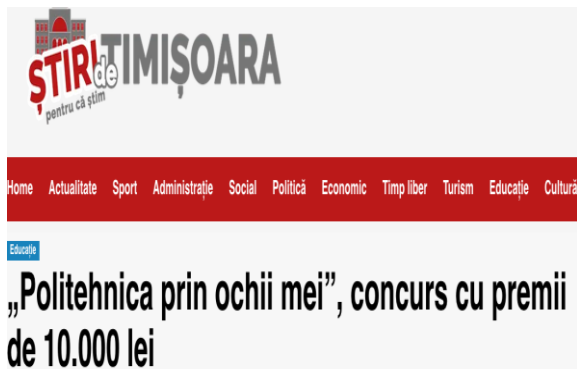 ȘTIRI de TIMIȘOARA
pentru că știm
Home Actualitate Sport Administrație Social Politică Economic Timp liber Turism Educație Cultură
Educație
„Politehnica prin ochii mei”, concurs cu premii
de 10.000 lei